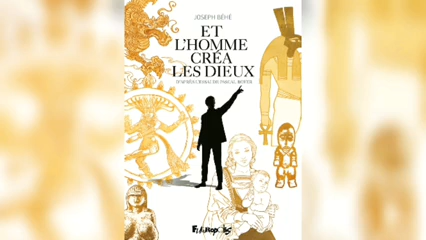 JOSEPH BÉHÉ
ET
L'HOMME
CRÉA
LES DIEUX
D'APRÈS L'ESSAI DE PASCAL BOYER
Futuropolis